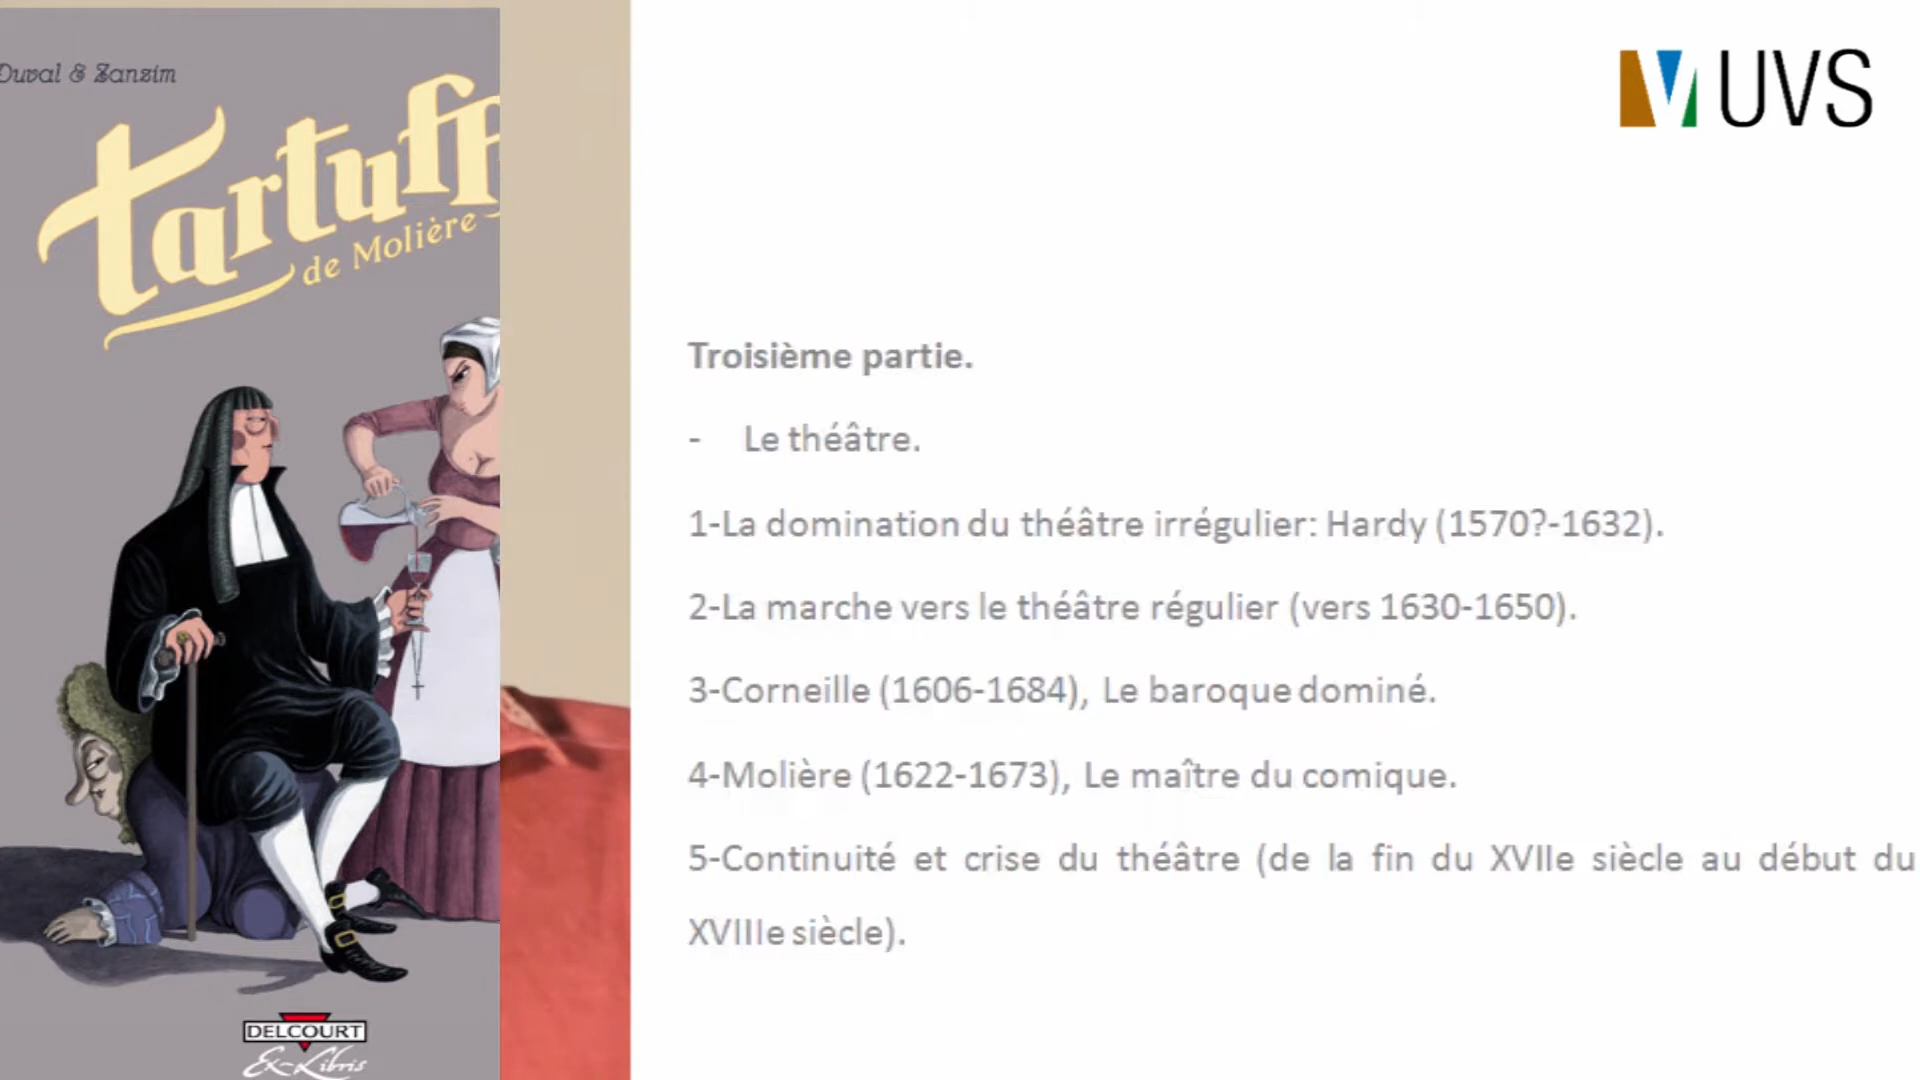 Duval & Zanzim
tartuff
de Molière
DELCOURT
Ex-Libris
UVS
Troisième partie.
- Le théâtre.
1-La domination du théâtre irrégulier: Hardy (1570?-1632).
2-La marche vers le théâtre régulier (vers 1630-1650).
3-Corneille (1606-1684), Le baroque dominé.
4-Molière (1622-1673), Le maître du comique.
5-Continuité et crise du théâtre (de la fin du XVIIe siècle au début du
XVIIIe siècle).